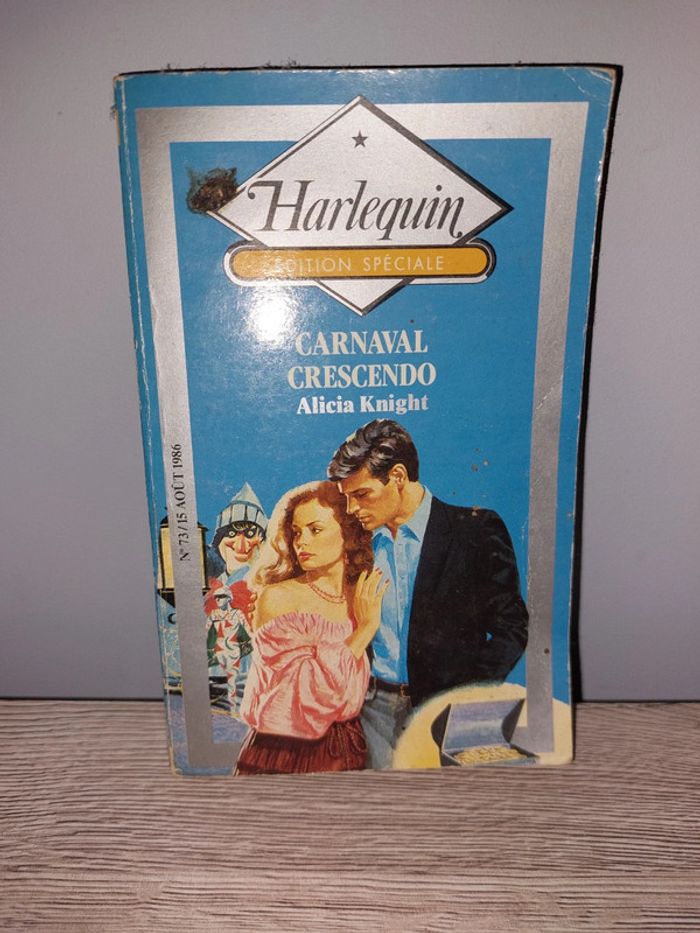 Harlequin
ÉDITION SPÉCIALE
CARNAVAL
CRESCENDO
Alicia Knight
N° 73/15 AOÛT 1986